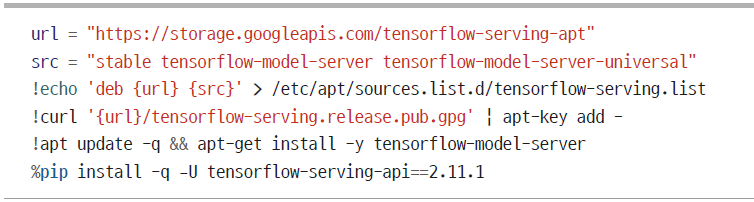 url = "https://storage.googleapis.com/tensorflow-serving-apt"
src = "stable tensorflow-model-server tensorflow-model-server-universal"
!echo 'deb {url} {src}' > /etc/apt/sources.list.d/tensorflow-serving.list
!curl '{url}/tensorflow-serving.release.pub.gpg' | apt-key add -
!apt update -q && apt-get install -y tensorflow-model-server
%pip install -q -U tensorflow-serving-api==2.11.1